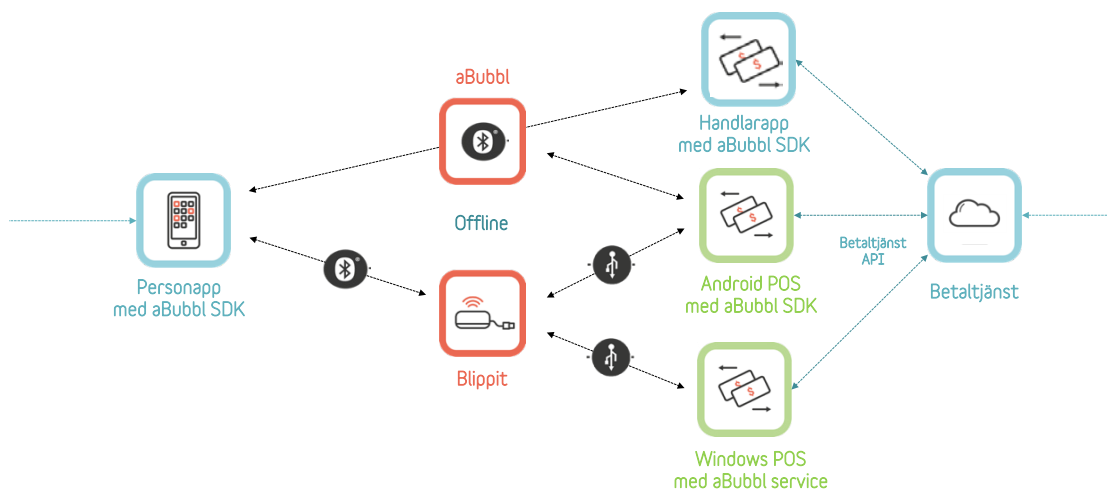 aBubbl
Handlarapp
med aBubbl SDK
Offline
Betaltjänst
API
Personapp
med aBubbl SDK
Android POS
med aBubbl SDK
Betaltjänst
Blippit
Windows POS
med aBubbl service